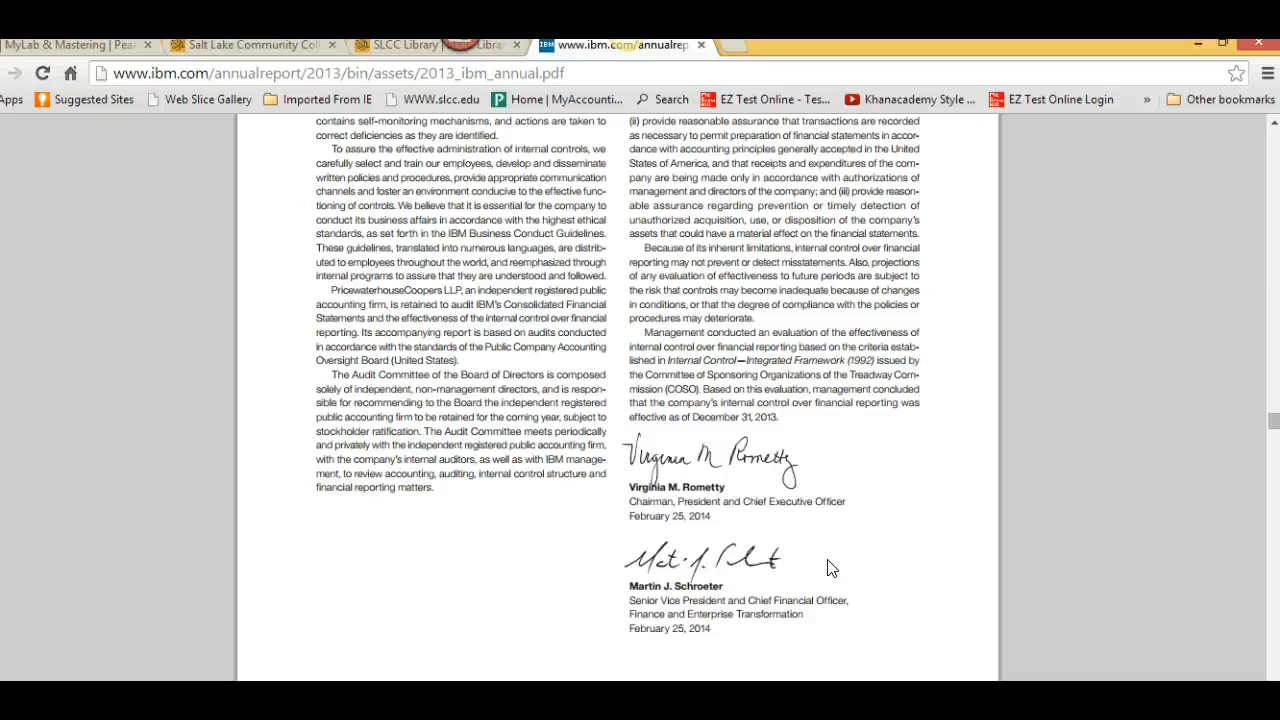 MyLab & Mastering | Pea
Salt Lake Community Col
SLCC Library
Libra
www.ibm.com/annualrep
www.ibm.com/annualreport/2013/bin/assets/2013_ibm_annual.pdf
Apps
Suggested Sites
Web Slice Gallery
Imported From IE
WWW.slcc.edu
Home | MyAccounti...
Search
EZ Test Online - Tes...
Khanacademy Style ...
EZ Test Online Login
»
Other bookmarks
contains self-monitoring mechanisms, and actions are taken to
correct deficiencies as they are identified.
To assure the effective administration of internal controls, we
carefully select and train our employees, develop and disseminate
written policies and procedures, provide appropriate communication
channels and foster an environment conducive to the effective func-
tioning of controls. We believe that it is essential for the company to
conduct its business affairs in accordance with the highest ethical
standards, as set forth in the IBM Business Conduct Guidelines.
These guidelines, translated into numerous languages, are distrib-
uted to employees throughout the world, and reemphasized through
internal programs to assure that they are understood and followed.
PricewaterhouseCoopers LLP, an independent registered public
accounting firm, is retained to audit IBM's Consolidated Financial
Statements and the effectiveness of the internal control over financial
reporting. Its accompanying report is based on audits conducted
in accordance with the standards of the Public Company Accounting
Oversight Board (United States).
The Audit Committee of the Board of Directors is composed
solely of independent, non-management directors, and is respon-
sible for recommending to the Board the independent registered
public accounting firm to be retained for the coming year, subject to
stockholder ratification. The Audit Committee meets periodically
and privately with the independent registered public accounting firm,
with the company's internal auditors, as well as with IBM manage-
ment, to review accounting, auditing, internal control structure and
financial reporting matters.
(ii) provide reasonable assurance that transactions are recorded
as necessary to permit preparation of financial statements in accor-
dance with accounting principles generally accepted in the United
States of America, and that receipts and expenditures of the com-
pany are being made only in accordance with authorizations of
management and directors of the company; and (iii) provide reason-
able assurance regarding prevention or timely detection of
unauthorized acquisition, use, or disposition of the company's
assets that could have a material effect on the financial statements.
Because of its inherent limitations, internal control over financial
reporting may not prevent or detect misstatements. Also, projections
of any evaluation of effectiveness to future periods are subject to
the risk that controls may become inadequate because of changes
in conditions, or that the degree of compliance with the policies or
procedures may deteriorate.
Management conducted an evaluation of the effectiveness of
internal control over financial reporting based on the criteria estab-
lished in Internal Control—Integrated Framework (1992) issued by
the Committee of Sponsoring Organizations of the Treadway Com-
mission (COSO). Based on this evaluation, management concluded
that the company's internal control over financial reporting was
effective as of December 31, 2013.
Virginia M Rometty
Virginia M. Rometty
Chairman, President and Chief Executive Officer
February 25, 2014
Martin J. Schroeter
Senior Vice President and Chief Financial Officer,
Finance and Enterprise Transformation
February 25, 2014